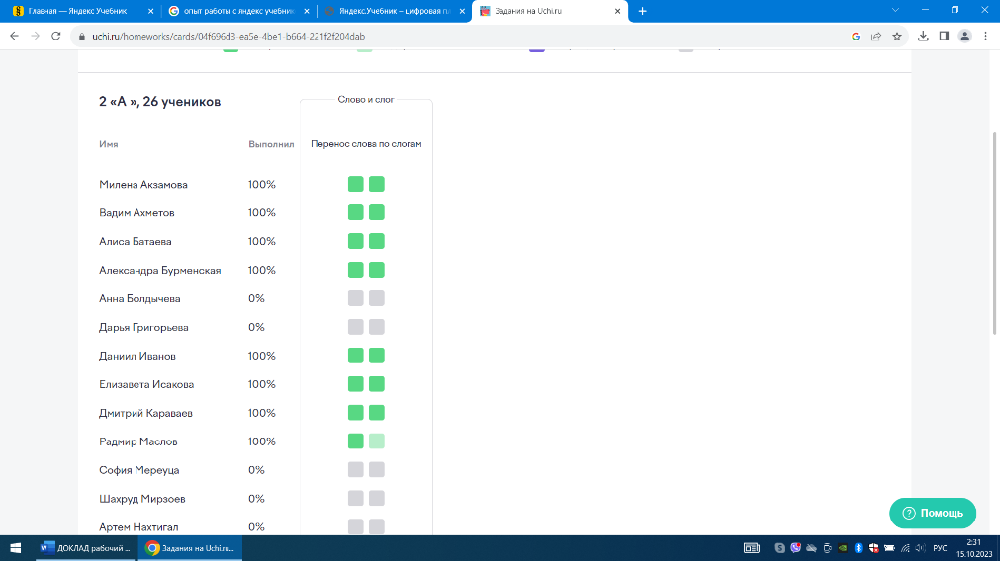 Главная — Яндекс Учебник
опыт работы с яндекс учебник
Яндекс.Учебник – цифровая пл
Задания на Uchi.ru
uchi.ru/homeworks/cards/04f696d3-ea5e-4be1-b664-221f2f204dab
2 «А », 26 учеников
Слово и слог
Имя Выполнил Перенос слова по слогам
Милена Акзамова 100%
Вадим Ахметов 100%
Алиса Батаева 100%
Александра Бурменская 100%
Анна Болдычева 0%
Дарья Григорьева 0%
Даниил Иванов 100%
Елизавета Исакова 100%
Дмитрий Караваев 100%
Радмир Маслов 100%
София Мереуца 0%
Шахруд Мирзоев 0%
Артем Нахтигал 0%
Помощь
ДОКЛАД рабочий ...
Задания на Uchi.ru...
РУС
2:31
15.10.2023